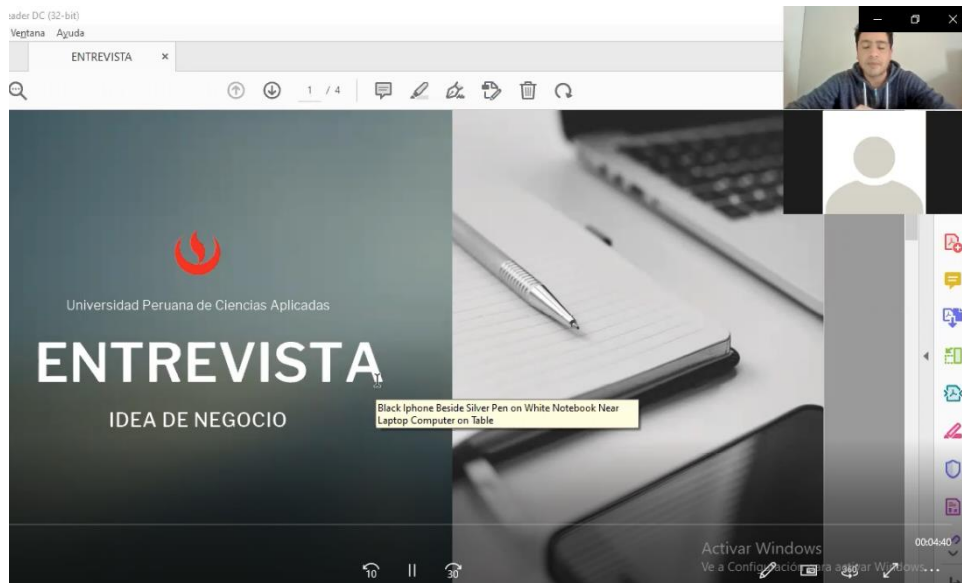 eader DC (32-bit)
Ventana Ayuda
ENTREVISTA ×
1 / 4
Universidad Peruana de Ciencias Aplicadas
ENTREVISTA
IDEA DE NEGOCIO
Black Iphone Beside Silver Pen on White Notebook Near
Laptop Computer on Table
Activar Windows
00:04:40
Ve a Configuración para activar Windows
10
30